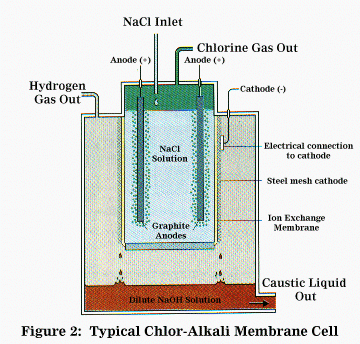 NaCl Inlet
Chlorine Gas Out
Anode (+)
Anode (+)
Hydrogen
Gas Out
Cathode (-)
NaCl
Solution
Electrical connection
to cathode
Steel mesh cathode
Ion Exchange
Membrane
Graphite
Anodes
Caustic Liquid
Out
Dilute NaOH Solution
Figure 2: Typical Chlor-Alkali Membrane Cell